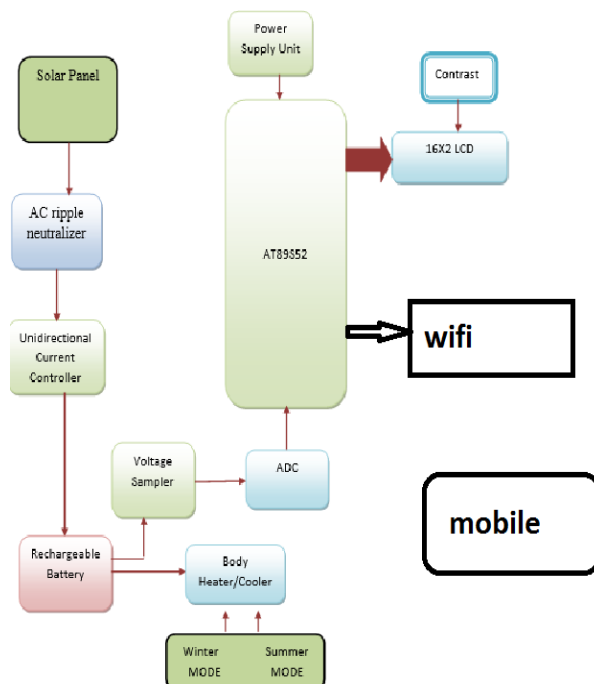 Power
Supply Unit
Solar Panel
Contrast
16X2 LCD
AC ripple
neutralizer
AT89S52
wifi
Unidirectional
Current
Controller
Voltage
Sampler
ADC
mobile
Rechargeable
Battery
Body
Heater/Cooler
Winter
MODE
Summer
MODE